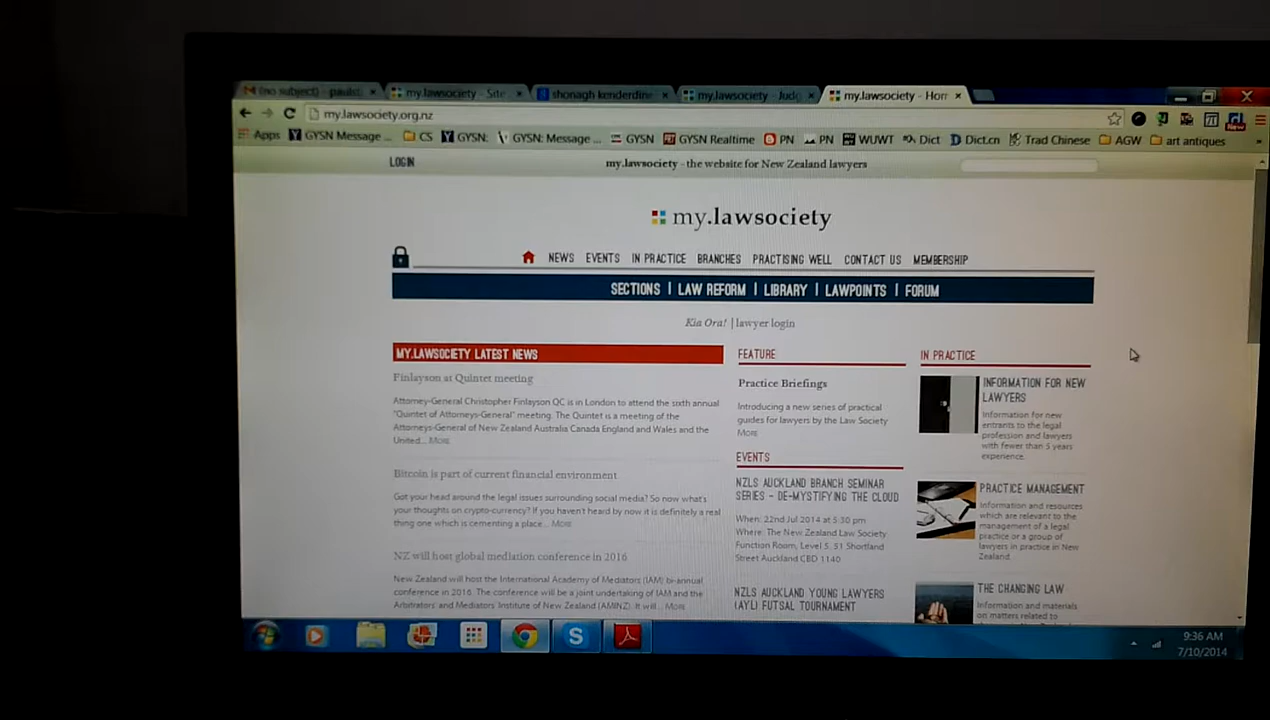 (no subject) - paulst
my.lawsociety - Site
shonagh kenderdine
my.lawsociety - Judg
my.lawsociety - Hom
my.lawsociety.org.nz
Apps GYSN Message ... CS GYSN: GYSN: Message ... GYSN GYSN Realtime PN PN WUWT Dict Dict.cn Trad Chinese AGW art antiques
New
LOGIN
my.lawsociety - the website for New Zealand lawyers
my.lawsociety
NEWS EVENTS IN PRACTICE BRANCHES PRACTISING WELL CONTACT US MEMBERSHIP
SECTIONS | LAW REFORM | LIBRARY | LAWPOINTS | FORUM
Kia Ora! | lawyer login
MY.LAWSOCIETY LATEST NEWS
Finlayson at Quintet meeting
Attorney-General Christopher Finlayson QC is in London to attend the sixth annual
"Quintet of Attorneys-General" meeting. The Quintet is a meeting of the
Attorneys-General of New Zealand Australia Canada England and Wales and the
United... More
Bitcoin is part of current financial environment
Got your head around the legal issues surrounding social media? So now what's
your thoughts on crypto-currency? If you haven't heard by now it is definitely a real
thing one which is cementing a place... More
NZ will host global mediation conference in 2016
New Zealand will host the International Academy of Mediators (IAM) bi-annual
conference in 2016. The conference will be a joint undertaking of IAM and the
Arbitrators' and Mediators' Institute of New Zealand (AMINZ). It will... More
FEATURE
Practice Briefings
Introducing a new series of practical
guides for lawyers by the Law Society
More
EVENTS
NZLS AUCKLAND BRANCH SEMINAR
SERIES - DE-MYSTIFYING THE CLOUD
When: 22nd Jul 2014 at 5:30 pm
Where: The New Zealand Law Society
Function Room, Level 5, 51 Shortland
Street Auckland CBD 1140
NZLS AUCKLAND YOUNG LAWYERS
(AYL) FUTSAL TOURNAMENT
IN PRACTICE
INFORMATION FOR NEW
LAWYERS
Information for new
entrants to the legal
profession and lawyers
with fewer than 5 years
experience.
PRACTICE MANAGEMENT
Information and resources
which are relevant to the
management of a legal
practice or a group of
lawyers in practice in New
Zealand.
THE CHANGING LAW
Information and materials
on matters related to
9:36 AM
7/10/2014